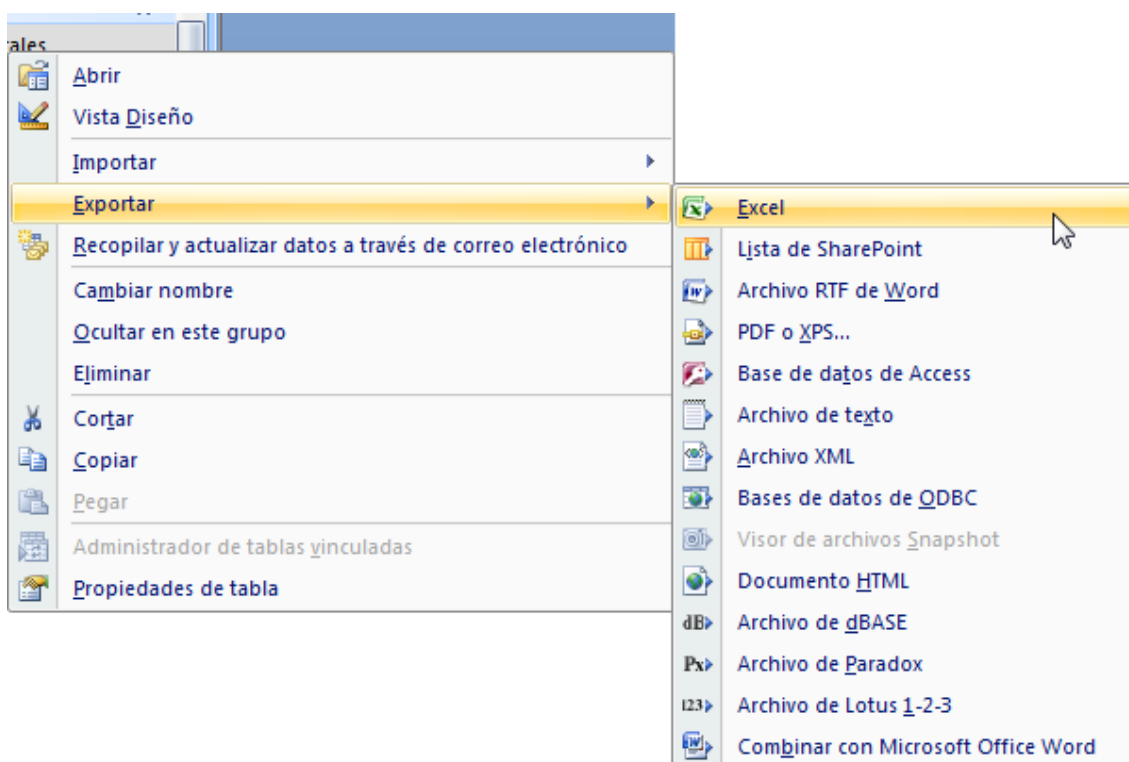 rales
Abrir
Vista Diseño
Importar
Exportar
Recopilar y actualizar datos a través de correo electrónico
Cambiar nombre
Ocultar en este grupo
Eliminar
Cortar
Copiar
Pegar
Administrador de tablas vinculadas
Propiedades de tabla
Excel
Lista de SharePoint
Archivo RTF de Word
PDF o XPS...
Base de datos de Access
Archivo de texto
Archivo XML
Bases de datos de ODBC
Visor de archivos Snapshot
Documento HTML
dB Archivo de dBASE
Px Archivo de Paradox
123 Archivo de Lotus 1-2-3
Combinar con Microsoft Office Word